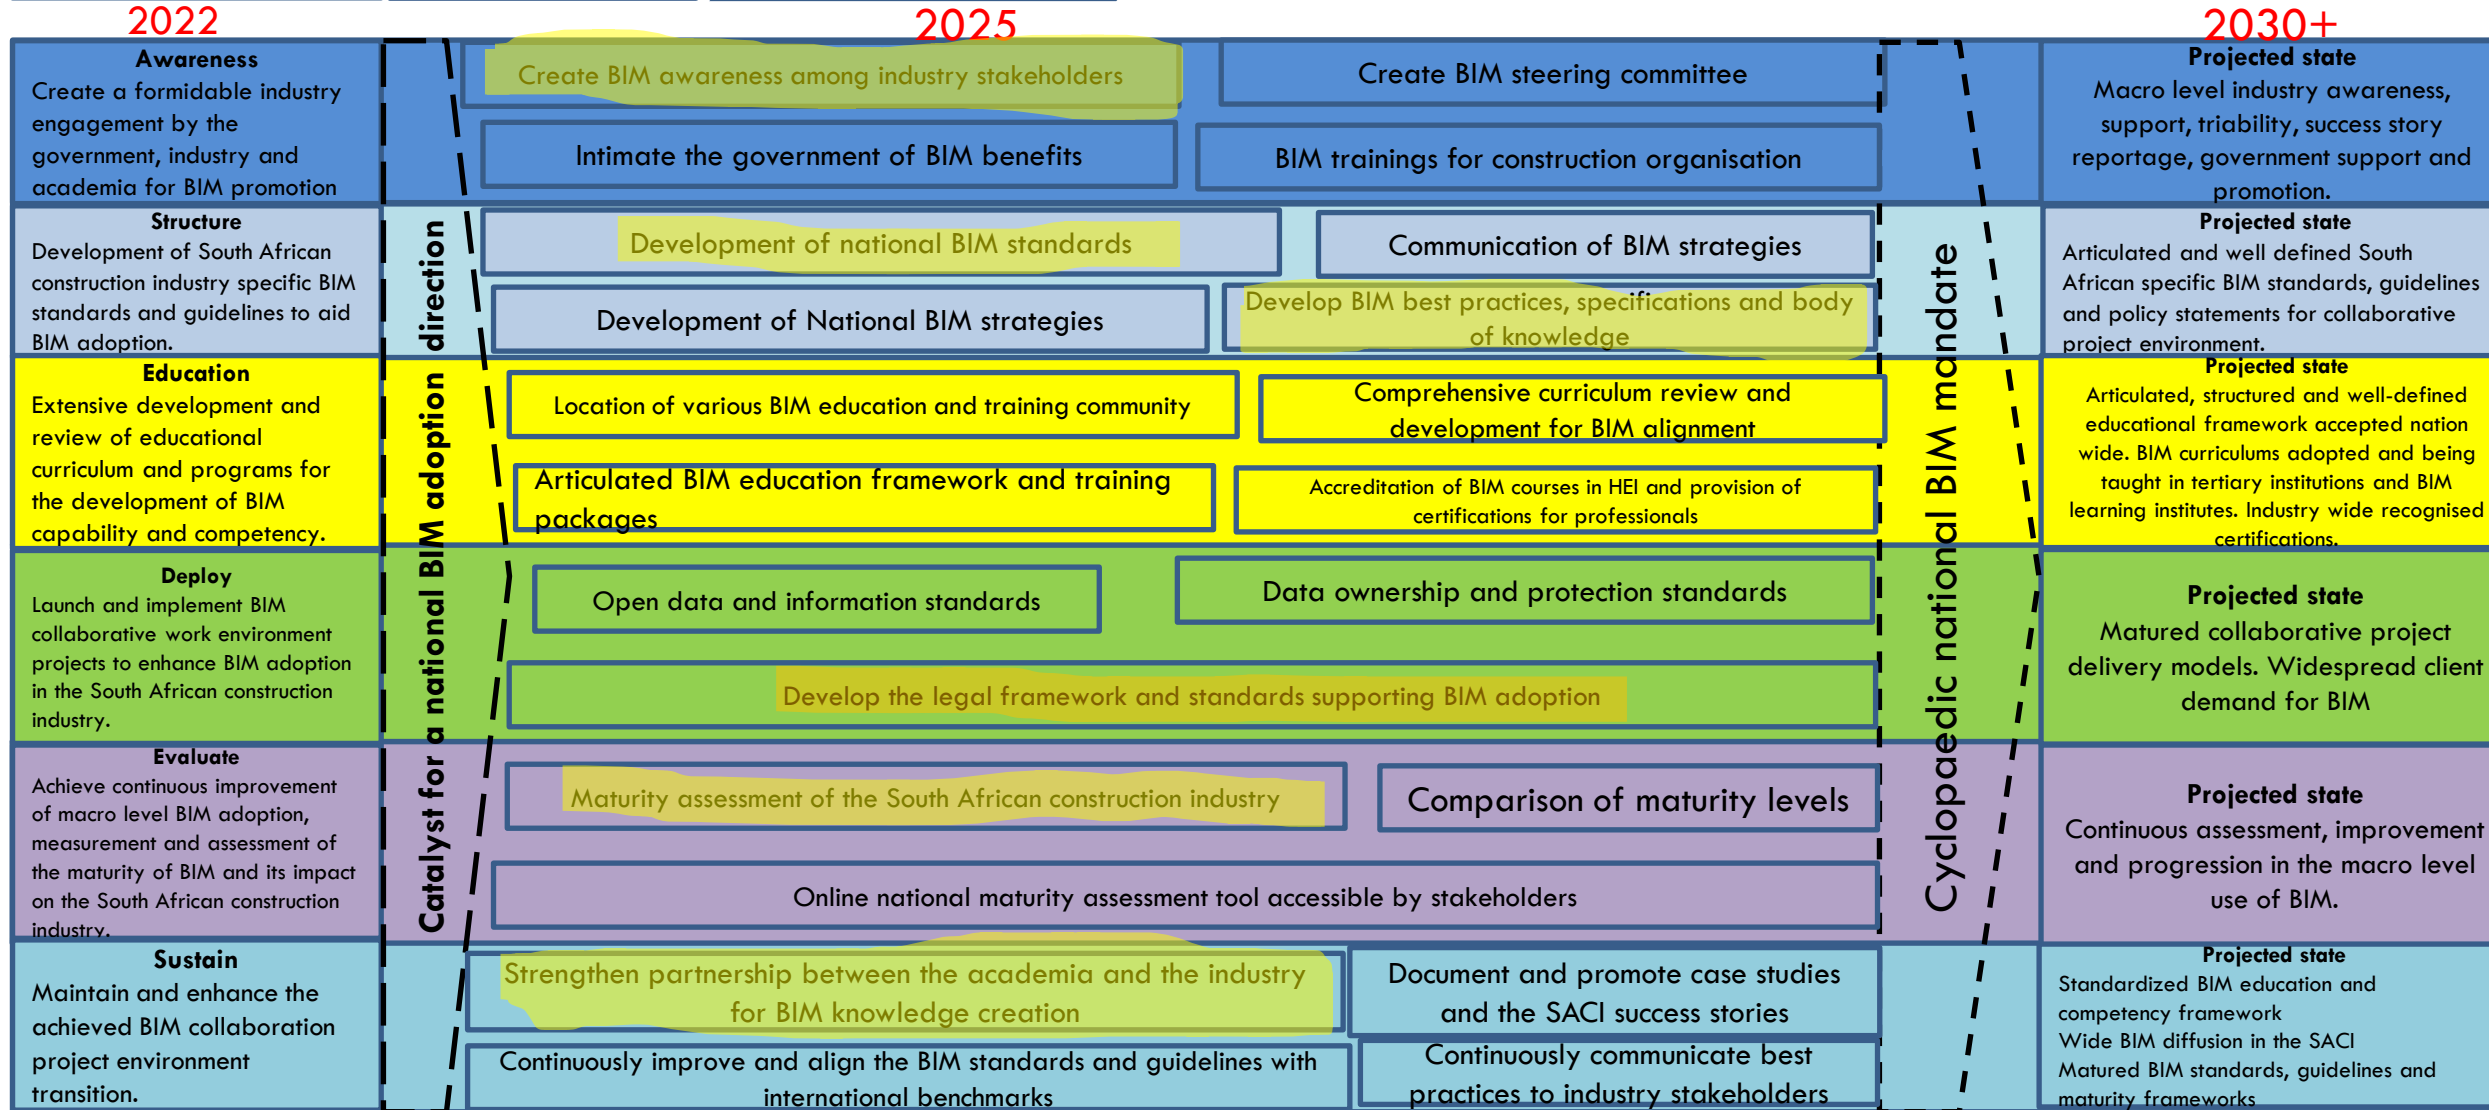 2022
2025
2030+
Awareness
Create a formidable industry
engagement by the
government, industry and
academia for BIM promotion
Create BIM awareness among industry stakeholders
Create BIM steering committee
Intimate the government of BIM benefits
BIM trainings for construction organisation
Projected state
Macro level industry awareness,
support, triability, success story
reportage, government support and
promotion.
Structure
Development of South African
construction industry specific BIM
standards and guidelines to aid
BIM adoption.
Development of national BIM standards
Communication of BIM strategies
Development of National BIM strategies
Develop BIM best practices, specifications and body
of knowledge
Projected state
Articulated and well defined South
African specific BIM standards, guidelines
and policy statements for collaborative
project environment.
Education
Extensive development and
review of educational
curriculum and programs for
the development of BIM
capability and competency.
Location of various BIM education and training community
Comprehensive curriculum review and
development for BIM alignment
Articulated BIM education framework and training
packages
Accreditation of BIM courses in HEI and provision of
certifications for professionals
Projected state
Articulated, structured and well-defined
educational framework accepted nation
wide. BIM curriculums adopted and being
taught in tertiary institutions and BIM
learning institutes. Industry wide recognised
certifications.
Deploy
Launch and implement BIM
collaborative work environment
projects to enhance BIM adoption
in the South African construction
industry.
Open data and information standards
Data ownership and protection standards
Develop the legal framework and standards supporting BIM adoption
Projected state
Matured collaborative project
delivery models. Widespread client
demand for BIM
Evaluate
Achieve continuous improvement
of macro level BIM adoption,
measurement and assessment of
the maturity of BIM and its impact
on the South African construction
industry.
Maturity assessment of the South African construction industry
Comparison of maturity levels
Online national maturity assessment tool accessible by stakeholders
Projected state
Continuous assessment, improvement
and progression in the macro level
use of BIM.
Sustain
Maintain and enhance the
achieved BIM collaboration
project environment
transition.
Strengthen partnership between the academia and the industry
for BIM knowledge creation
Document and promote case studies
and the SACI success stories
Continuously improve and align the BIM standards and guidelines with
international benchmarks
Continuously communicate best
practices to industry stakeholders
Projected state
Standardized BIM education and
competency framework
Wide BIM diffusion in the SACI
Matured BIM standards, guidelines and
maturity frameworks
Catalyst for a national BIM adoption direction
Cyclopaedic national BIM mandate